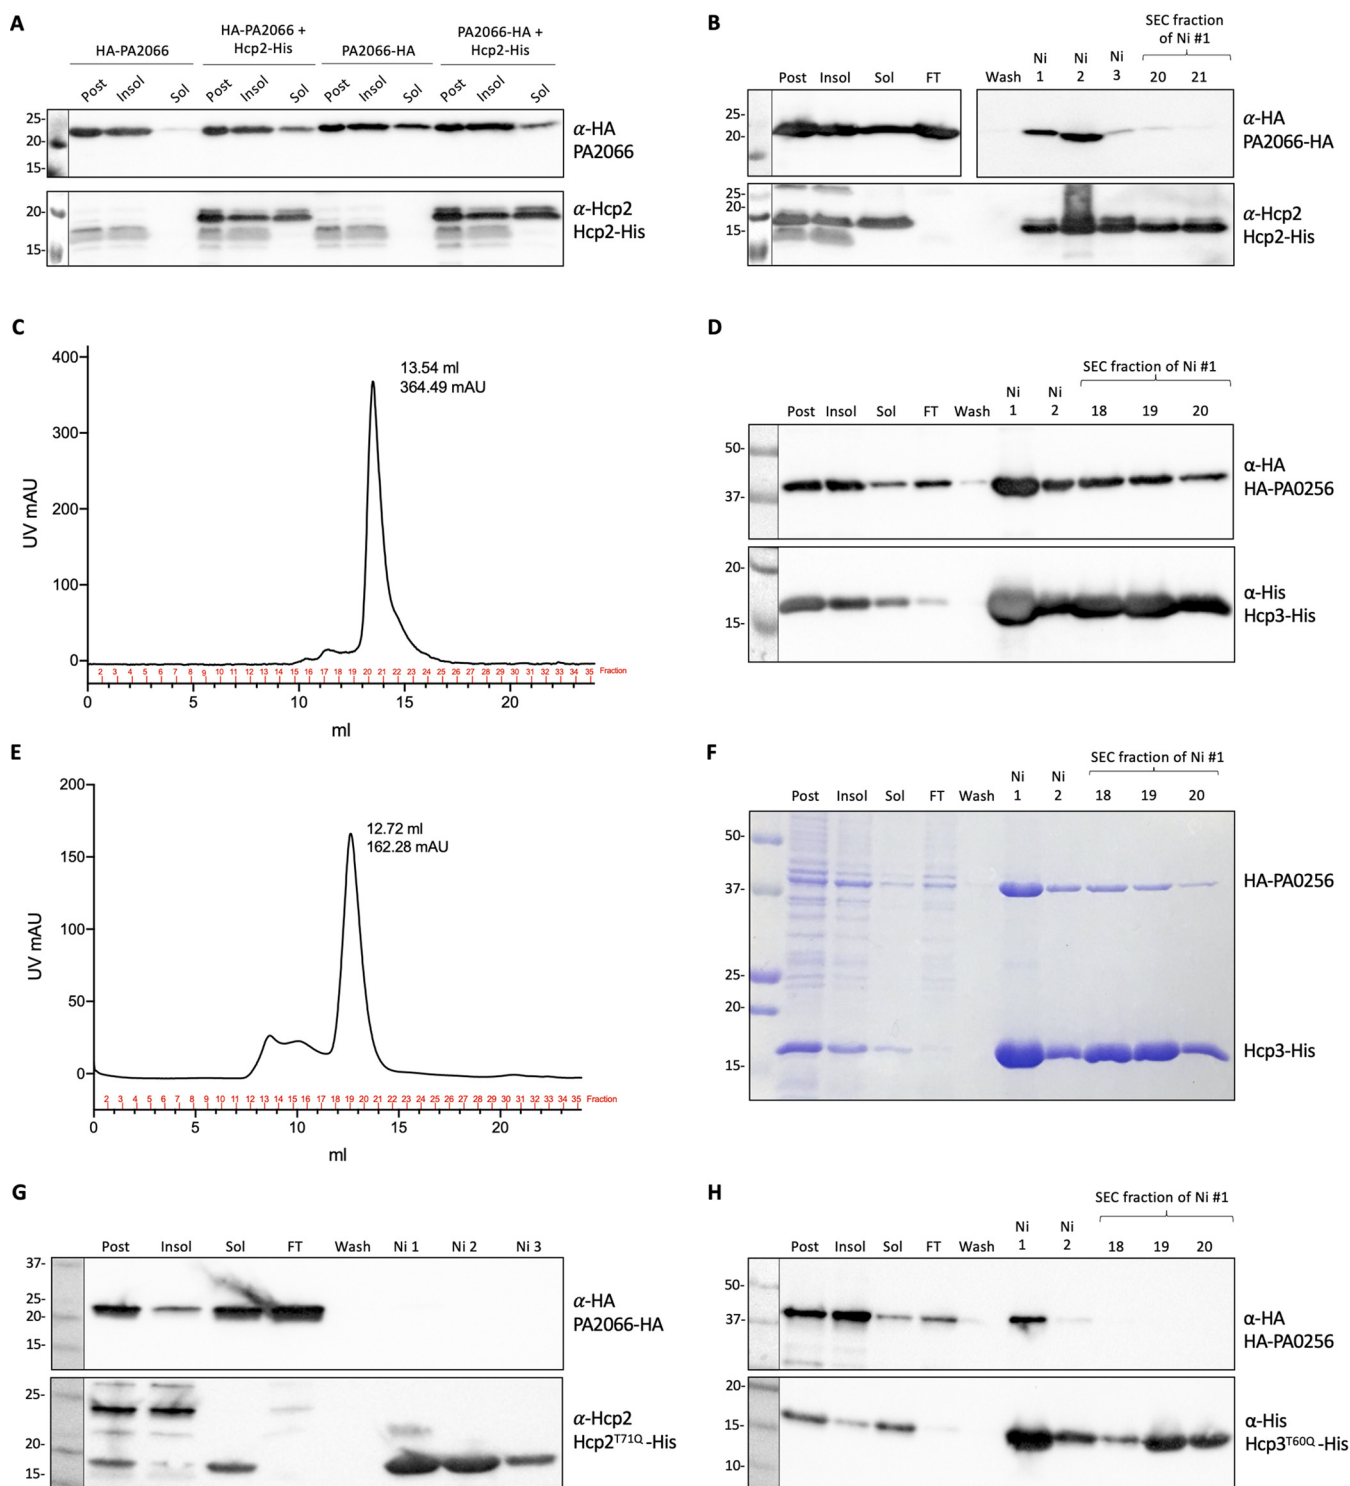 A
HA-PA2066
HA-PA2066 +
Hcp2-His
PA2066-HA
PA2066-HA +
Hcp2-His
Post Insol Sol Post Insol Sol Post Insol Sol Post Insol Sol
25-
20-
15-
α-HA
PA2066
20-
15-
α-Hcp2
Hcp2-His
B
SEC fraction
of Ni #1
Post Insol Sol FT Wash Ni 1 Ni 2 Ni 3 20 21
25-
20-
α-HA
PA2066-HA
25-
20-
15-
α-Hcp2
Hcp2-His
C
13.54 ml
364.49 mAU
UV mAU
400
300
200
100
0
2 3 4 5 6 7 8 9 10 11 12 13 14 15 16 17 18 19 20 21 22 23 24 25 26 27 28 29 30 31 32 33 34 35 Fraction
0 5 10 15 20
ml
D
SEC fraction of Ni #1
Post Insol Sol FT Wash Ni 1 Ni 2 18 19 20
50-
37-
α-HA
HA-PA0256
20-
15-
α-His
Hcp3-His
E
12.72 ml
162.28 mAU
UV mAU
200
150
100
50
0
2 3 4 5 6 7 8 9 10 11 12 13 14 15 16 17 18 19 20 21 22 23 24 25 26 27 28 29 30 31 32 33 34 35 Fraction
0 5 10 15 20
ml
F
SEC fraction of Ni #1
Post Insol Sol FT Wash Ni 1 Ni 2 18 19 20
50-
37-
25-
20-
15-
HA-PA0256
Hcp3-His
G
Post Insol Sol FT Wash Ni 1 Ni 2 Ni 3
37-
25-
20-
15-
α-HA
PA2066-HA
25-
20-
15-
α-Hcp2
Hcp2T71Q-His
H
SEC fraction of Ni #1
Post Insol Sol FT Wash Ni 1 Ni 2 18 19 20
50-
37-
α-HA
HA-PA0256
20-
15-
10-
α-His
Hcp3T60Q-His